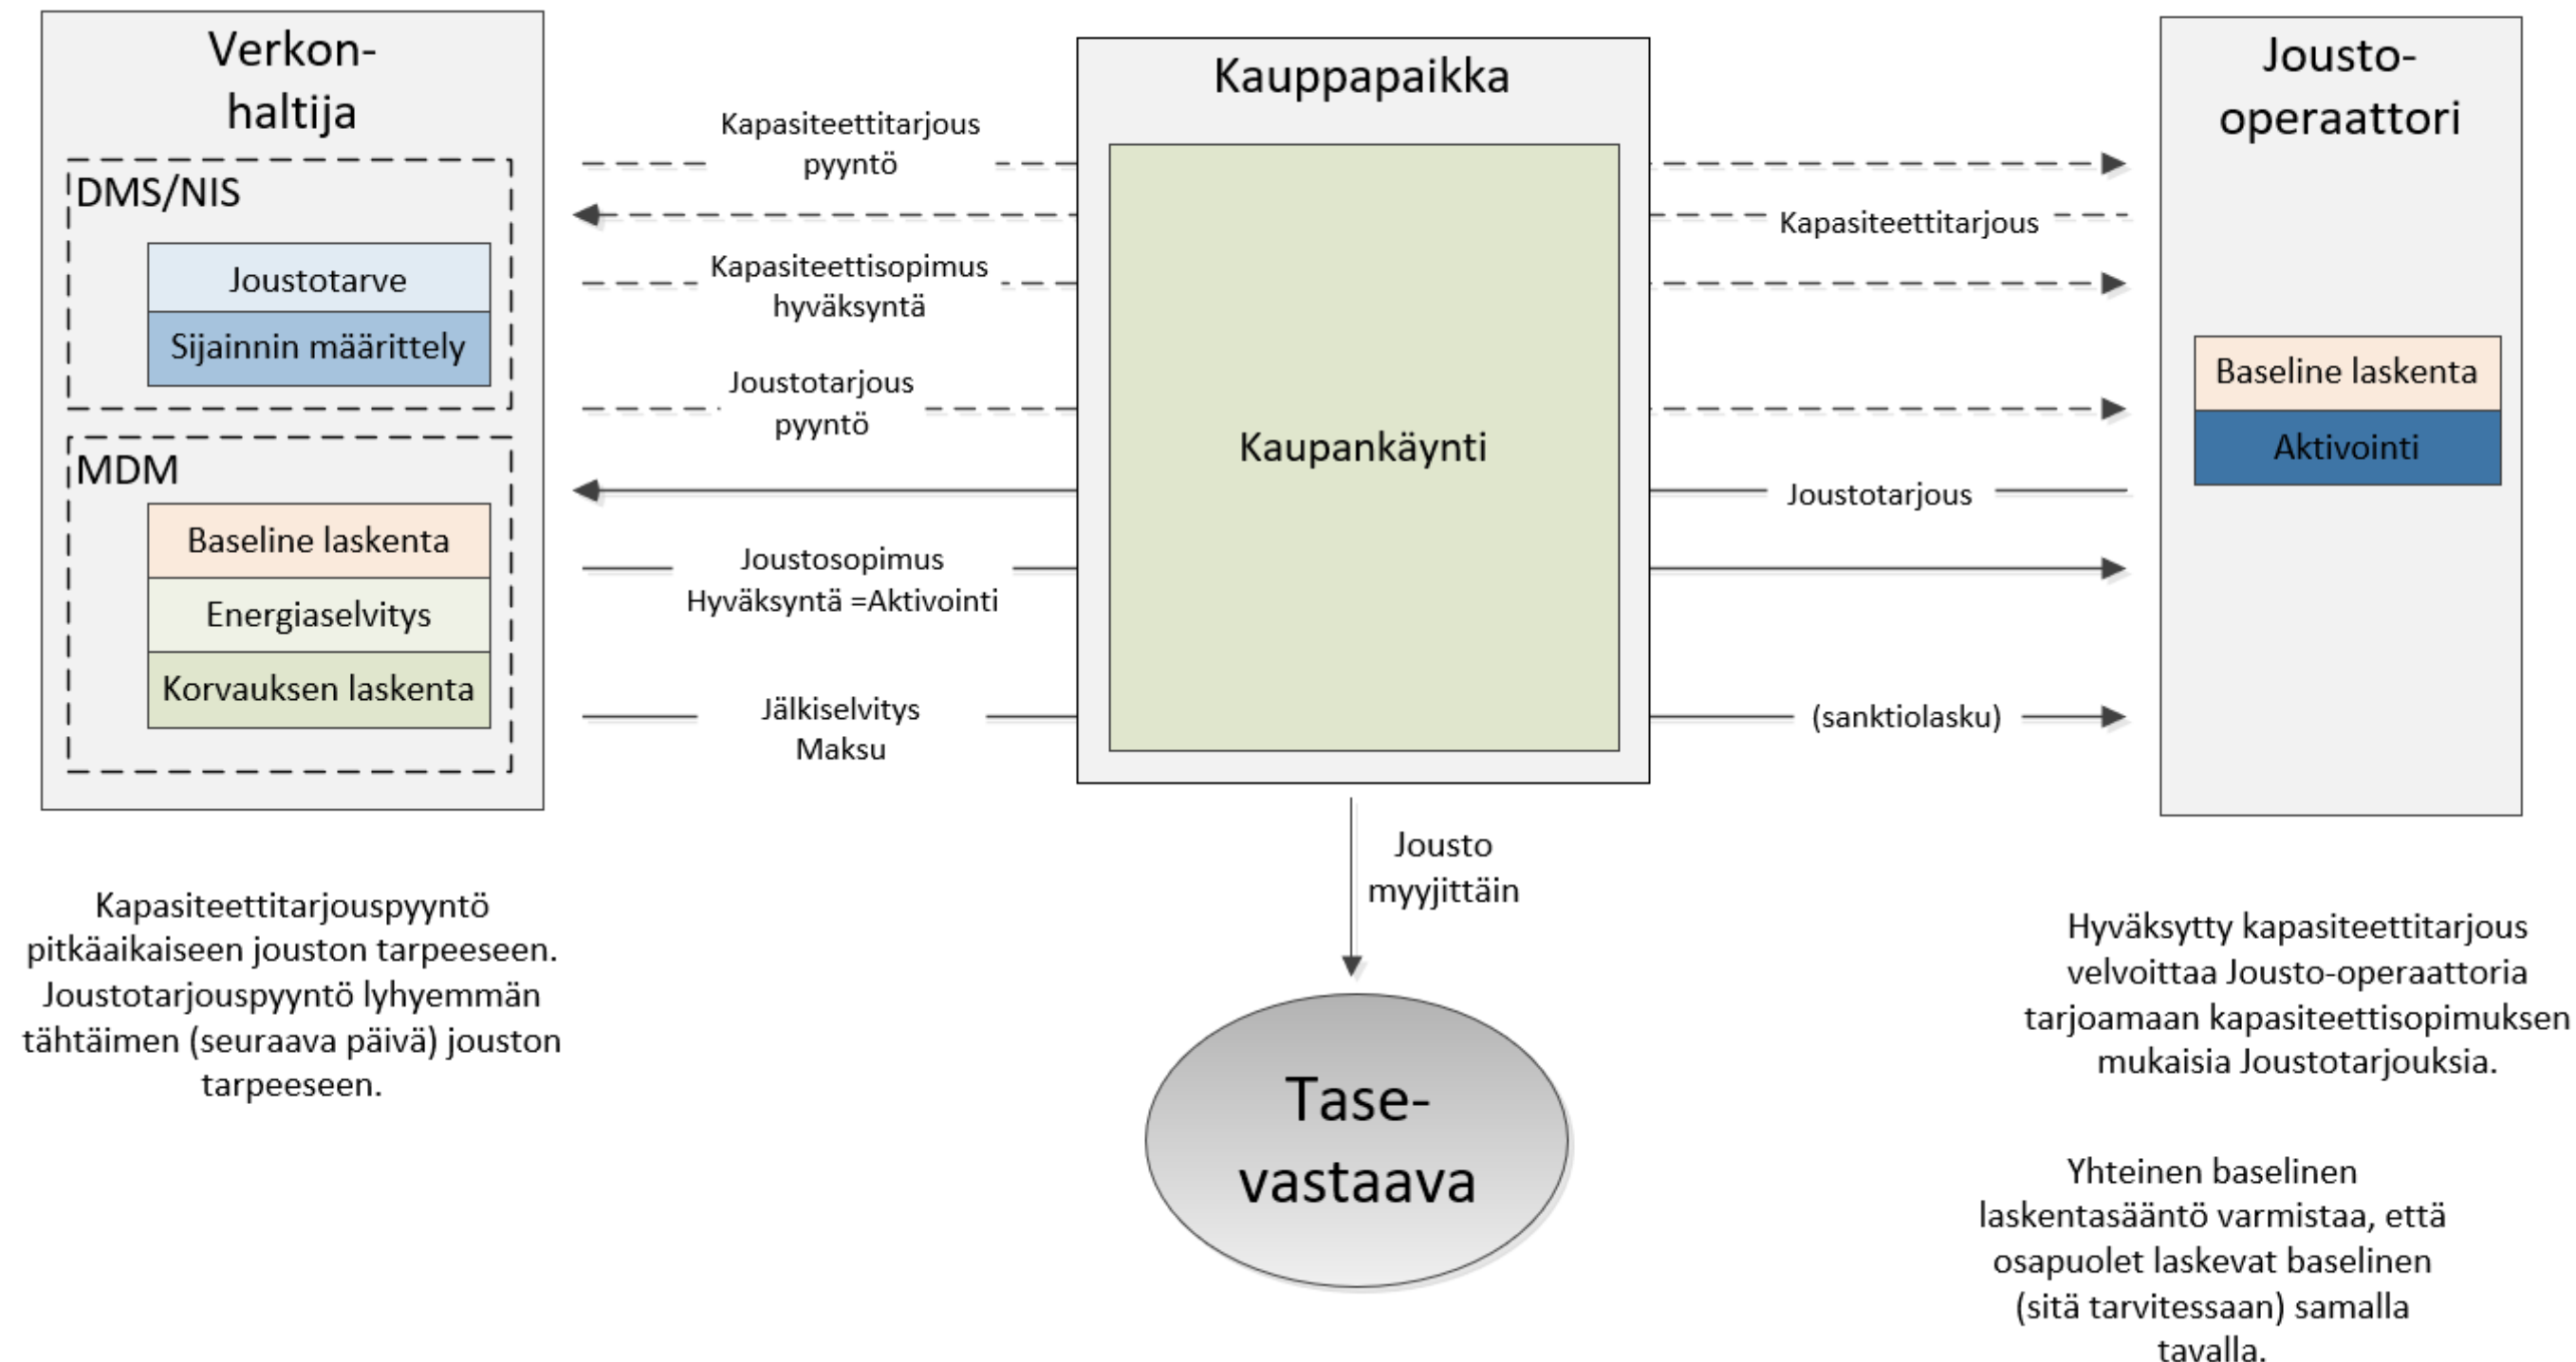 Verkon-
haltija
DMS/NIS
Joustotarve
Sijainnin määrittely
MDM
Baseline laskenta
Energiaselvitys
Korvauksen laskenta
Kapasiteettitarjous
pyyntö
Kapasiteettisopimus
hyväksyntä
Joustotarjous
pyyntö
Joustosopimus
Hyväksyntä =Aktivointi
Jälkiselvitys
Maksu
Kauppapaikka
Kaupankäynti
Kapasiteettitarjous
Joustotarjous
(sanktiolasku)
Jousto-
operaattori
Baseline laskenta
Aktivointi
Jousto
myyjittäin
Tase-
vastaava
Kapasiteettitarjouspyyntö
pitkäaikaiseen jouston tarpeeseen.
Joustotarjouspyyntö lyhyemmän
tähtäimen (seuraava päivä) jouston
tarpeeseen.
Hyväksytty kapasiteettitarjous
velvoittaa Jousto-operaattoria
tarjoamaan kapasiteettisopimuksen
mukaisia Joustotarjouksia.
Yhteinen baselinen
laskentasääntö varmistaa, että
osapuolet laskevat baselinen
(sitä tarvitessaan) samalla
tavalla.